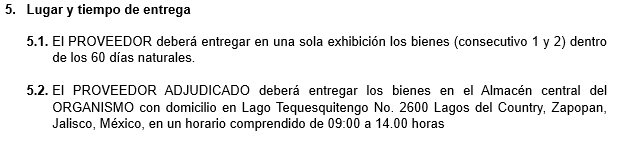 5. Lugar y tiempo de entrega
5.1. El PROVEEDOR deberá entregar en una sola exhibición los bienes (consecutivo 1 y 2) dentro
de los 60 días naturales.
5.2. El PROVEEDOR ADJUDICADO deberá entregar los bienes en el Almacén central del
ORGANISMO con domicilio en Lago Tequesquitengo No. 2600 Lagos del Country, Zapopan,
Jalisco, México, en un horario comprendido de 09:00 a 14.00 horas